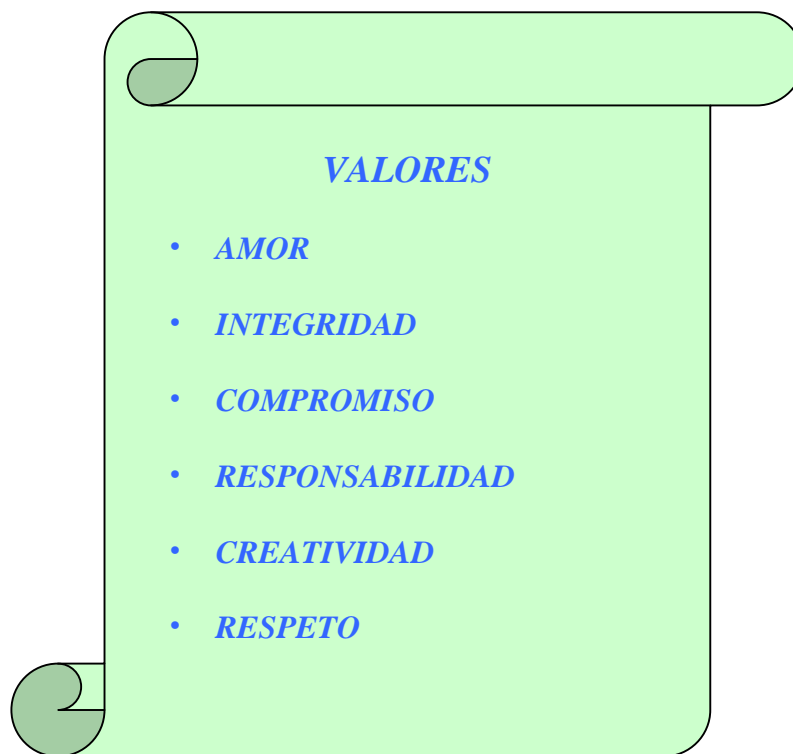 VALORES
• AMOR
• INTEGRIDAD
• COMPROMISO
• RESPONSABILIDAD
• CREATIVIDAD
• RESPETO